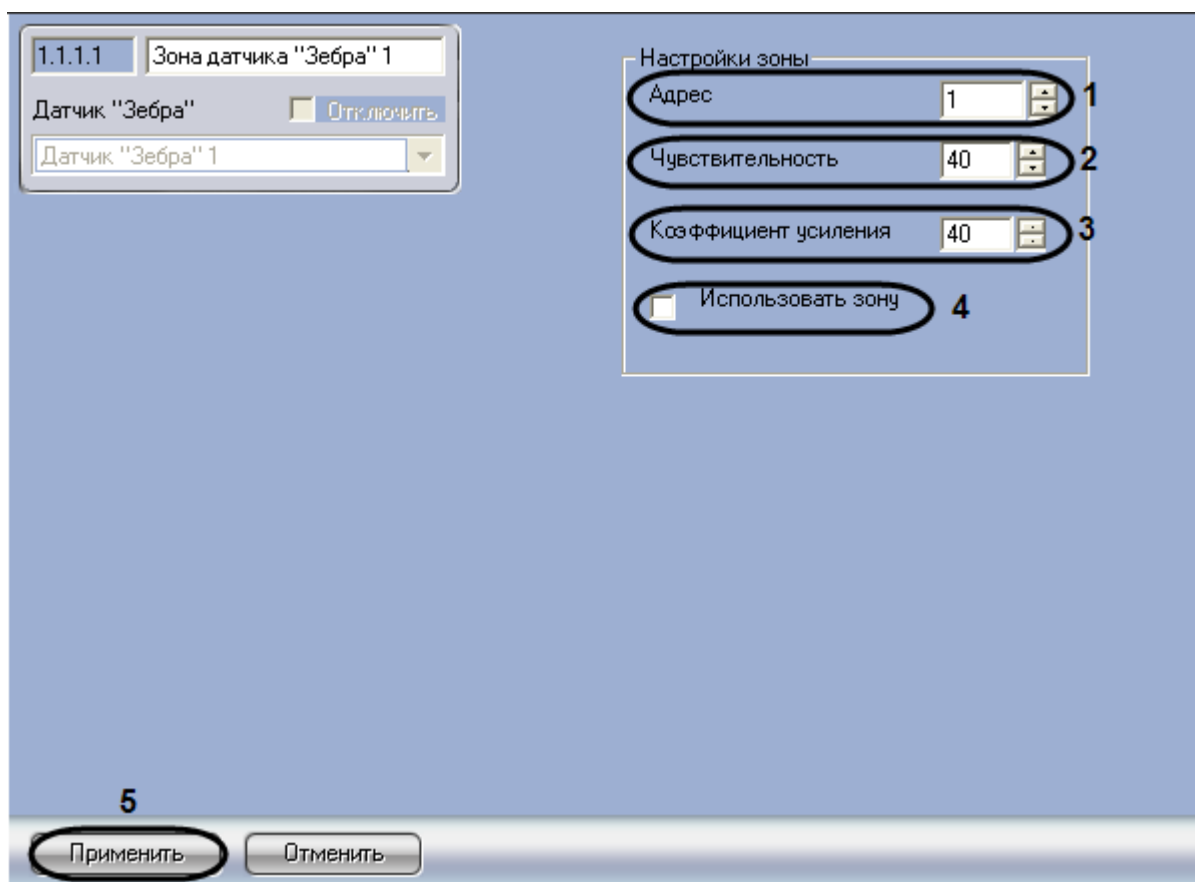 1.1.1.1 Зона датчика "Зебра" 1
Датчик "Зебра" Отключить
Датчик "Зебра" 1
Настройки зоны
Адрес 1 1
Чувствительность 40 2
Коэффициент усиления 40 3
Использовать зону 4
5
Применить Отменить